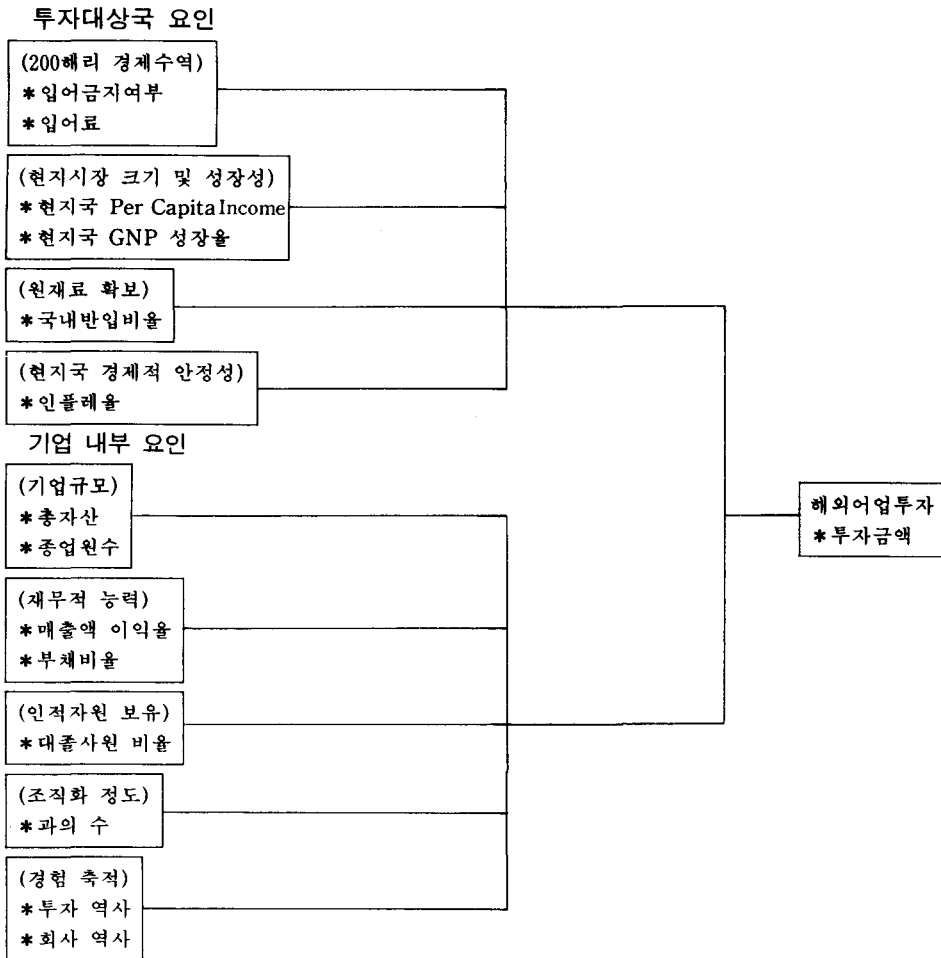 투자대상국 요인
(200해리 경제수역)
*입어금지여부
*입어료
(현지시장 크기 및 성장성)
*현지국 Per Capita Income
*현지국 GNP 성장율
(원재료 확보)
*국내반입비율
(현지국 경제적 안정성)
*인플레율
기업 내부 요인
(기업규모)
*총자산
*종업원수
(재무적 능력)
*매출액 이익율
*부채비율
(인적자원 보유)
*대졸사원 비율
(조직화 정도)
*과의 수
(경험 축적)
*투자 역사
*회사 역사
해외어업투자
*투자금액